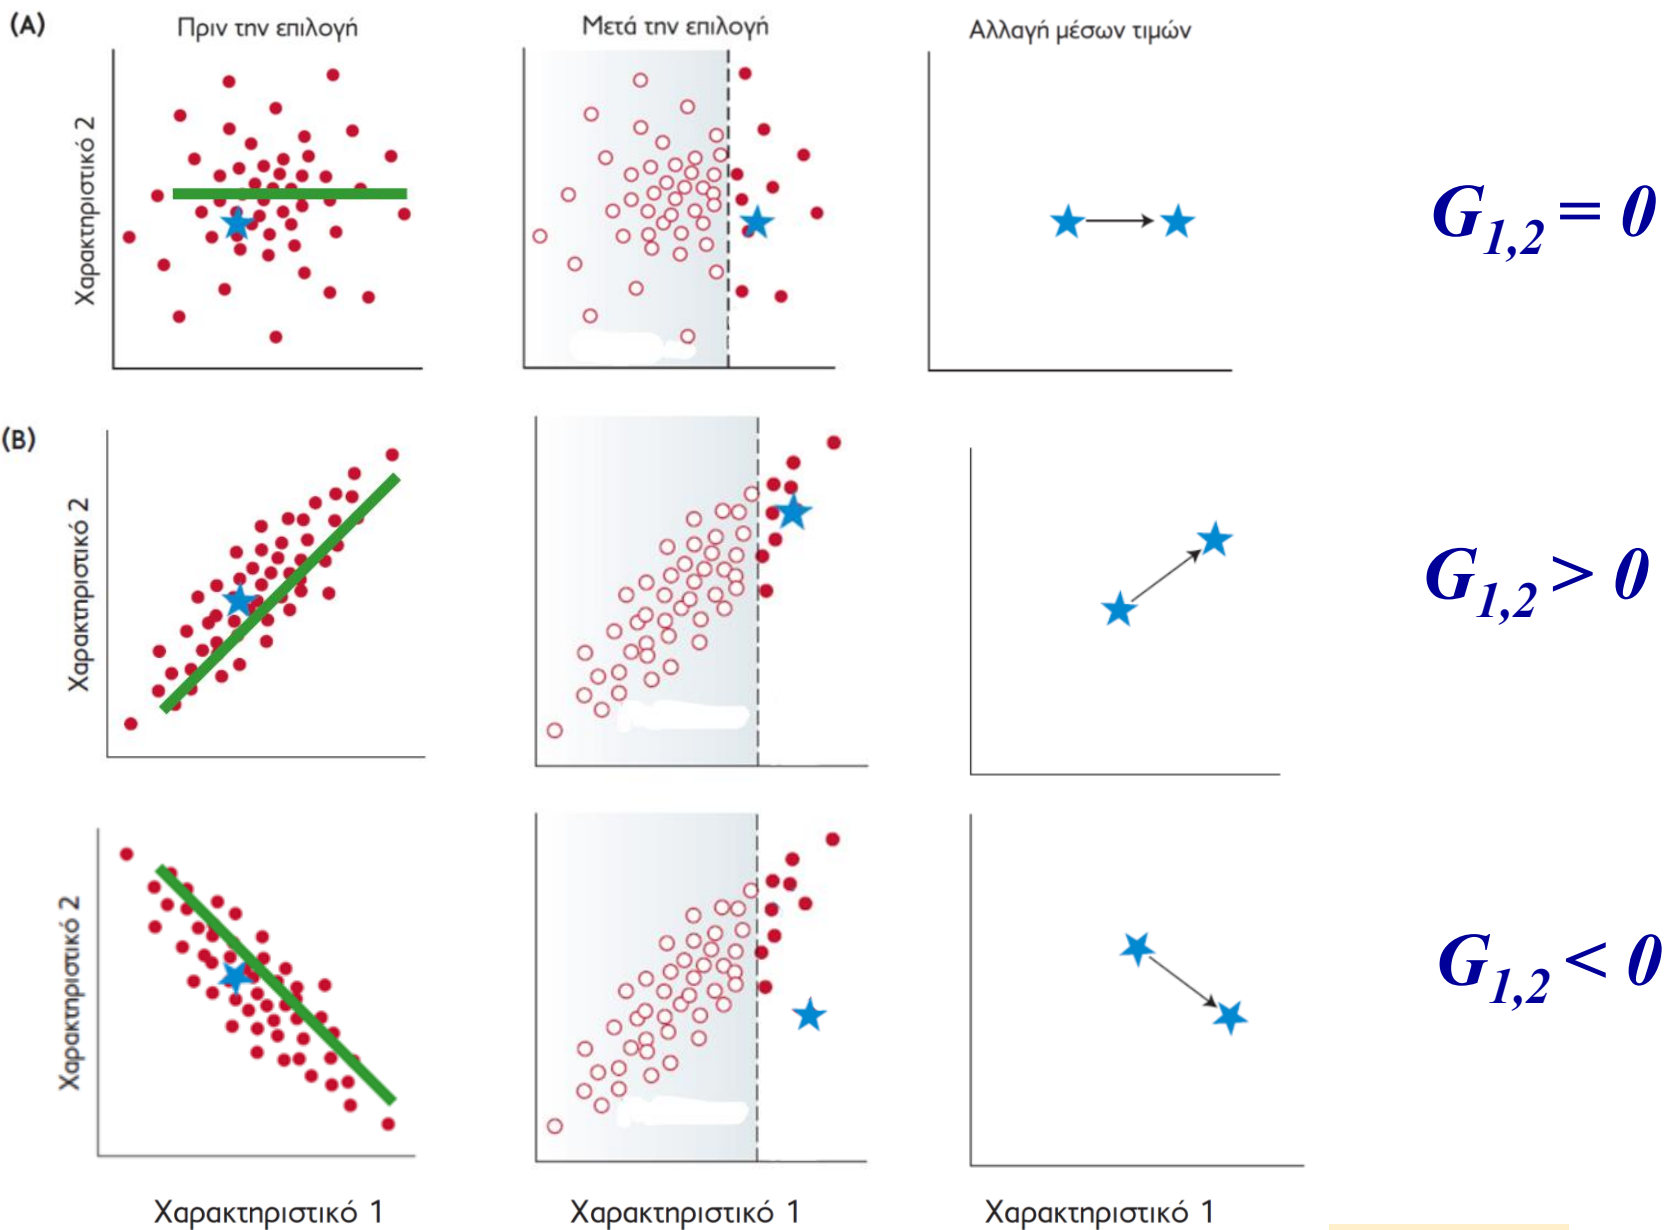 (A)
Πριν την επιλογή
Μετά την επιλογή
Αλλαγή μέσων τιμών
Χαρακτηριστικό 2
G1,2 = 0
(B)
Χαρακτηριστικό 2
G1,2 > 0
Χαρακτηριστικό 2
G1,2 < 0
Χαρακτηριστικό 1
Χαρακτηριστικό 1
Χαρακτηριστικό 1